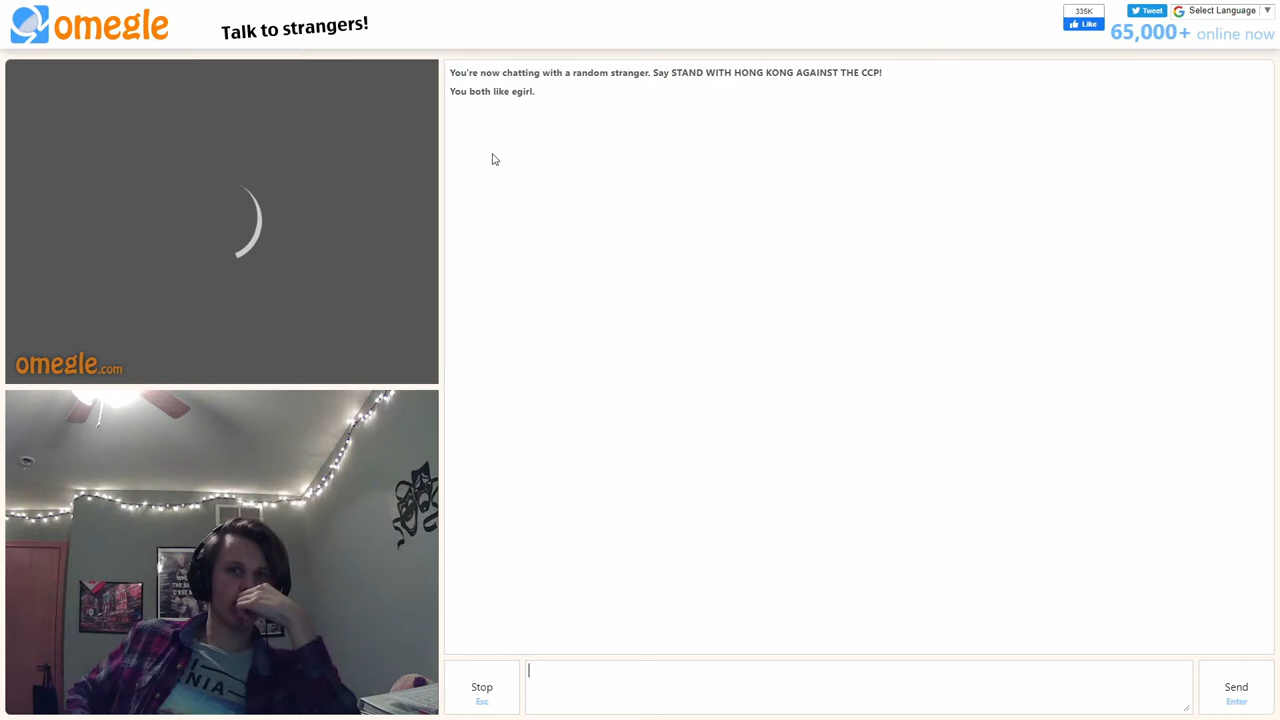 omegle
Talk to strangers!
335K
Like
Tweet
Select Language ▼
65,000+ online now
You're now chatting with a random stranger. Say STAND WITH HONG KONG AGAINST THE CCP!
You both like egirl.
omegle.com
NIA
Stop
Esc
Send
Enter